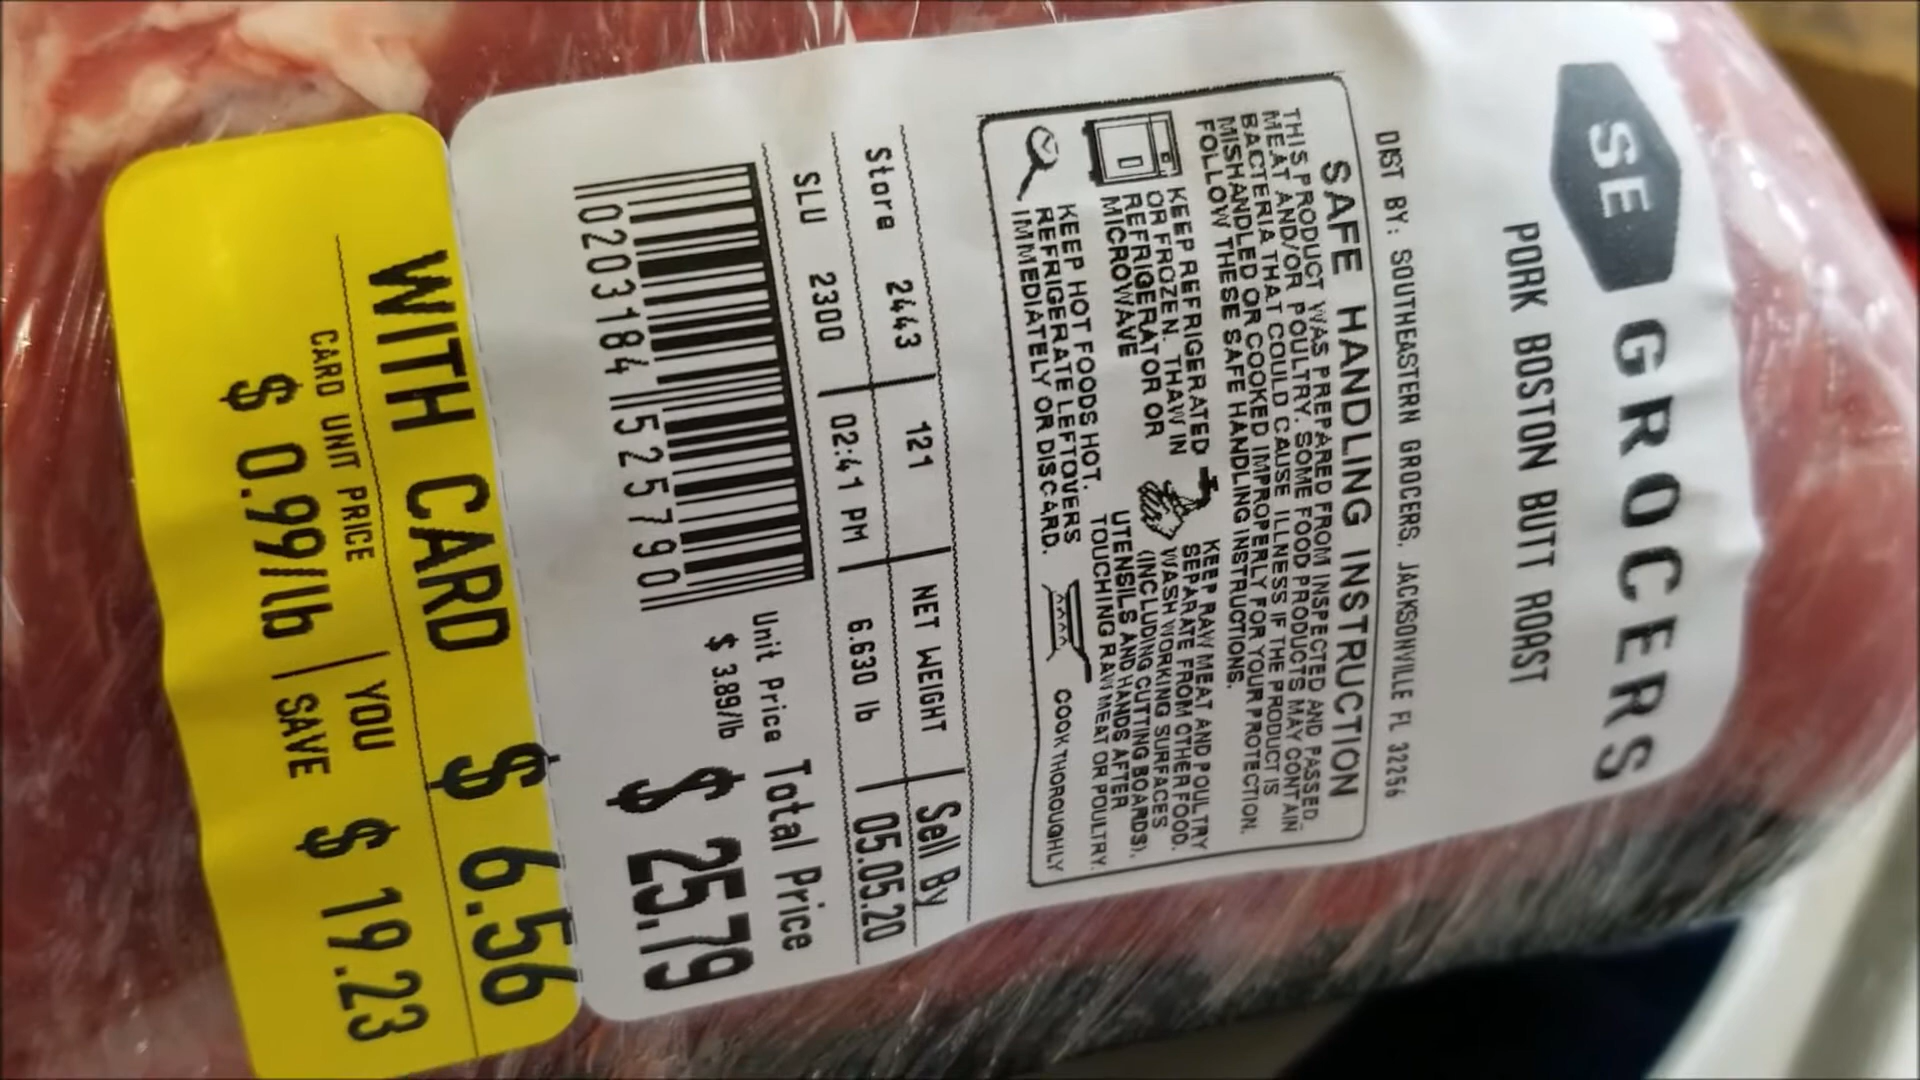 SE GROCERS
PORK BOSTON BUTT ROAST
DIST BY: SOUTHEASTERN GROCERS, JACKSONVILLE FL 32256
SAFE HANDLING INSTRUCTION
THIS PRODUCT WAS PREPARED FROM INSPECTED AND PASSED
MEAT AND/OR POULTRY. SOME FOOD PRODUCTS MAY CONTAIN
BACTERIA THAT COULD CAUSE ILLNESS IF THE PRODUCT IS
MISHANDLED OR COOKED IMPROPERLY FOR YOUR PROTECTION,
FOLLOW THESE SAFE HANDLING INSTRUCTIONS.
KEEP REFRIGERATED
OR FROZEN. THAW IN
REFRIGERATOR OR
MICROWAVE
KEEP RAW MEAT AND POULTRY
SEPARATE FROM OTHER FOOD.
WASH WORKING SURFACES
(INCLUDING CUTTING BOARDS),
UTENSILS AND HANDS AFTER
TOUCHING RAW MEAT OR POULTRY.
KEEP HOT FOODS HOT.
REFRIGERATE LEFTOVERS
IMMEDIATELY OR DISCARD.
COOK THOROUGHLY
Store 2443 121 NET WEIGHT Sell By
SLU 2300 02:41 PM 6.630 lb 05.05.20
Unit Price Total Price
$ 3.89/lb $ 25.79
0203184 525790
WITH CARD $ 6.56
CARD UNIT PRICE YOU
$ 0.99/lb SAVE $ 19.23